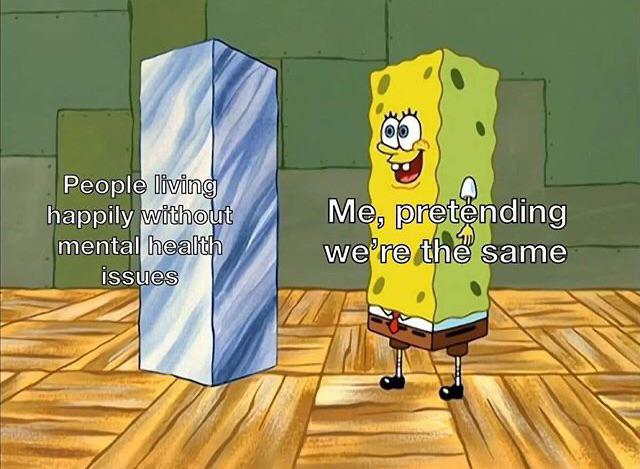 People living
happily without
mental health
issues
Me, pretending
we're the same